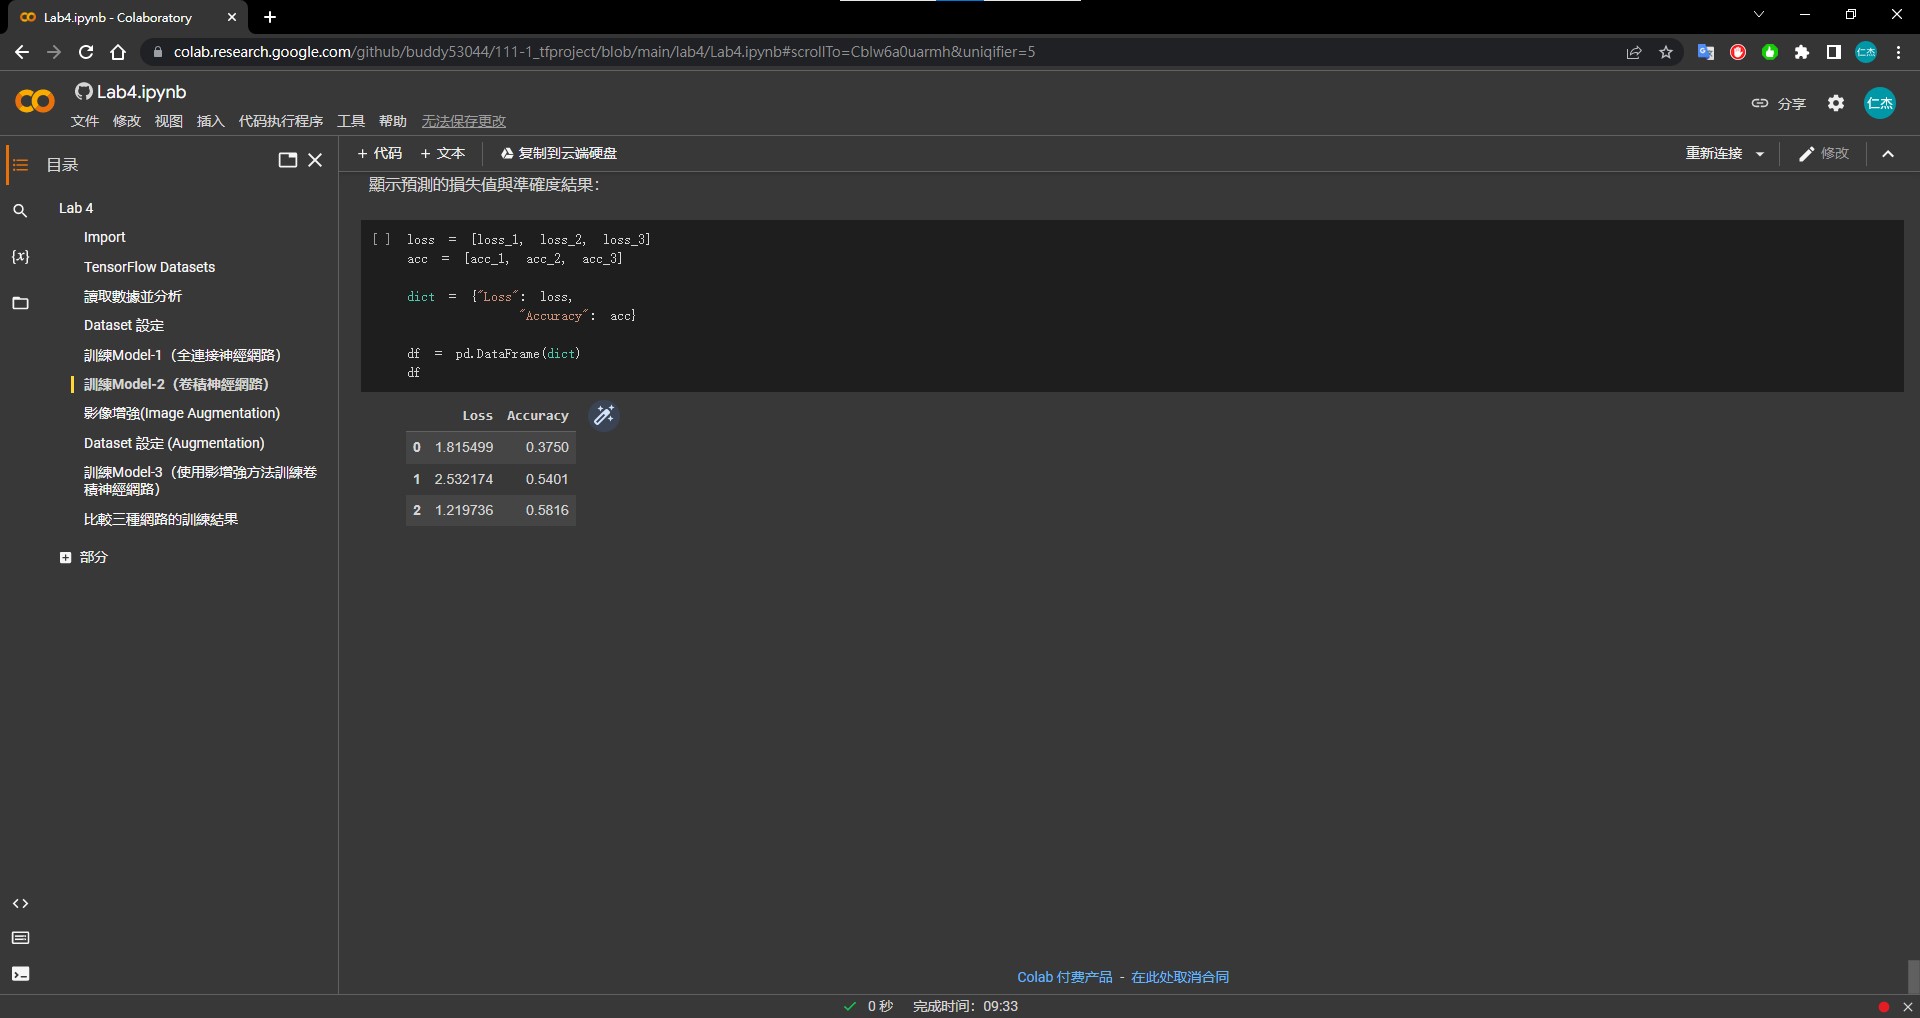 Lab4.ipynb - Colaboratory
colab.research.google.com/github/buddy53044/111-1_tfproject/blob/main/lab4/Lab4.ipynb#scrollTo=Cblw6a0uarmh&uniqifier=5
仁杰
Lab4.ipynb
分享
仁杰
文件 修改 视图 插入 代码执行程序 工具 帮助 无法保存更改
目录
+ 代码 + 文本 复制到云端硬盘
重新连接 修改
Lab 4
Import
TensorFlow Datasets
讀取數據並分析
Dataset 設定
訓練Model-1（全連接神經網路）
訓練Model-2（卷積神經網路）
影像增強(Image Augmentation)
Dataset 設定 (Augmentation)
訓練Model-3（使用影增強方法訓練卷
積神經網路）
比較三種網路的訓練結果
部分
{x}
顯示預測的損失值與準確度結果：
[ ] loss = [loss_1, loss_2, loss_3]
acc = [acc_1, acc_2, acc_3]
dict = {"Loss": loss,
"Accuracy": acc}
df = pd.DataFrame(dict)
df
Loss Accuracy
0 1.815499 0.3750
1 2.532174 0.5401
2 1.219736 0.5816
Colab 付费产品 - 在此处取消合同
0 秒 完成时间：09:33